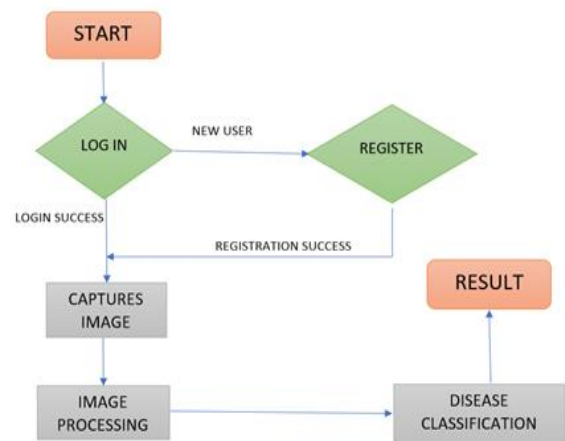 START
LOG IN
NEW USER
REGISTER
LOGIN SUCCESS
REGISTRATION SUCCESS
CAPTURES
IMAGE
RESULT
IMAGE
PROCESSING
DISEASE
CLASSIFICATION